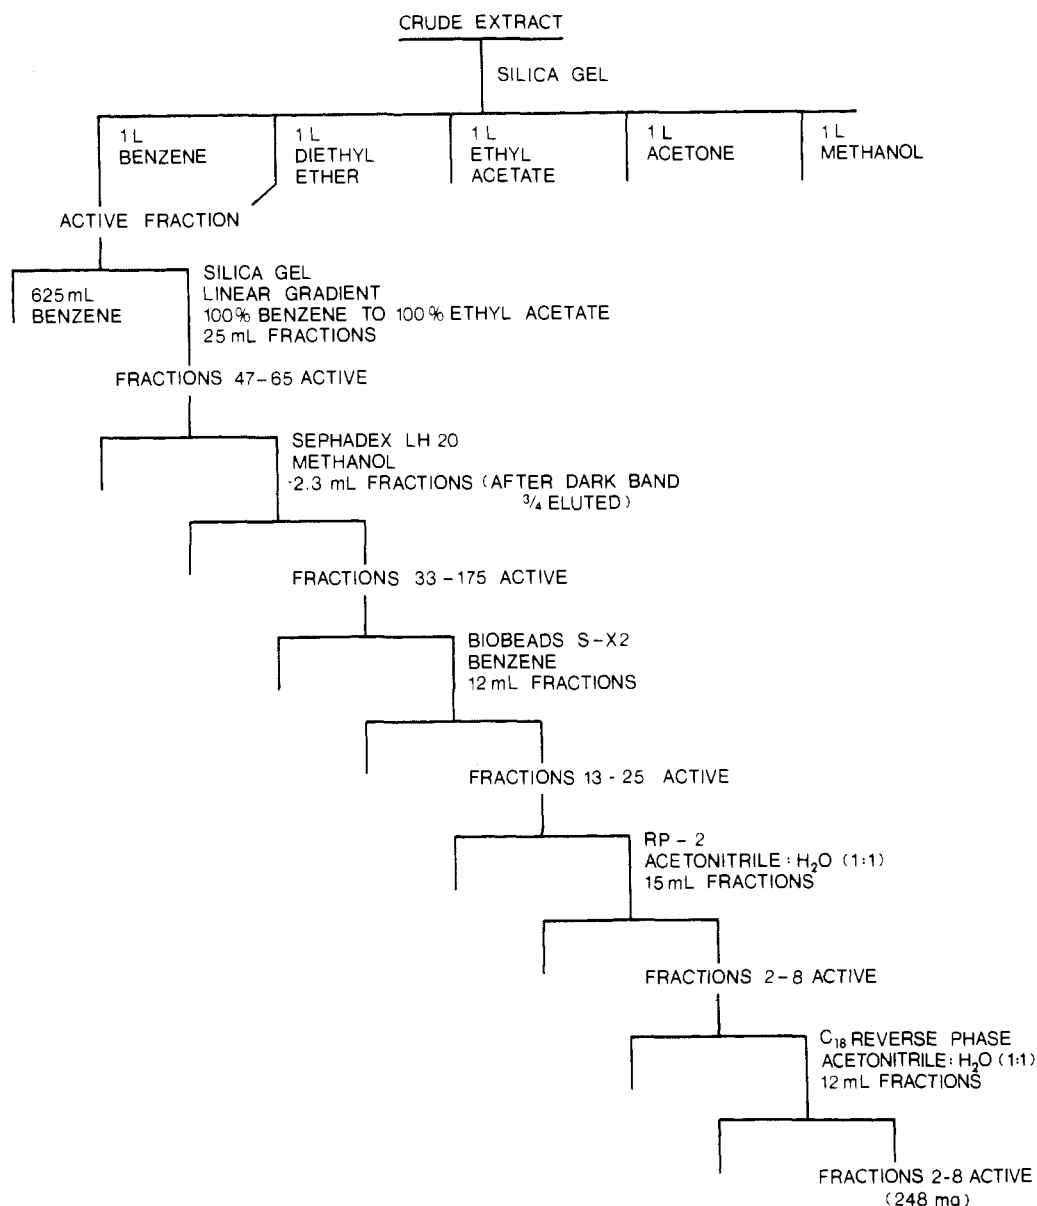 CRUDE EXTRACT
SILICA GEL
1 L
BENZENE
1 L
DIETHYL
ETHER
1 L
ETHYL
ACETATE
1 L
ACETONE
1 L
METHANOL
ACTIVE FRACTION
625 mL
BENZENE
SILICA GEL
LINEAR GRADIENT
100% BENZENE TO 100% ETHYL ACETATE
25 mL FRACTIONS
FRACTIONS 47-65 ACTIVE
SEPHADEX LH 20
METHANOL
-2.3 mL FRACTIONS (AFTER DARK BAND
3/4 ELUTED)
FRACTIONS 33-175 ACTIVE
BIOBEADS S-X2
BENZENE
12 mL FRACTIONS
FRACTIONS 13-25 ACTIVE
RP-2
ACETONITRILE: H₂O (1:1)
15 mL FRACTIONS
FRACTIONS 2-8 ACTIVE
C₁₈ REVERSE PHASE
ACETONITRILE: H₂O (1:1)
12 mL FRACTIONS
FRACTIONS 2-8 ACTIVE
(248 mg)